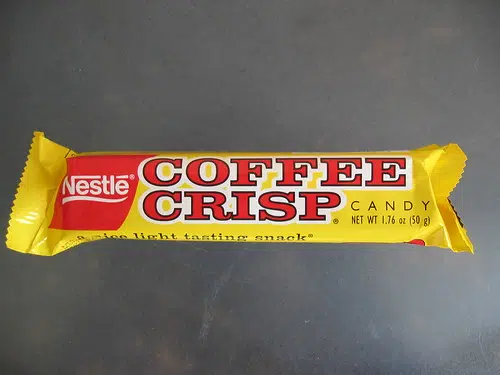 Nestlé®
COFFEE
CRISP®
CANDY
NET WT 1.76 oz (50 g)
a nice light tasting snack®